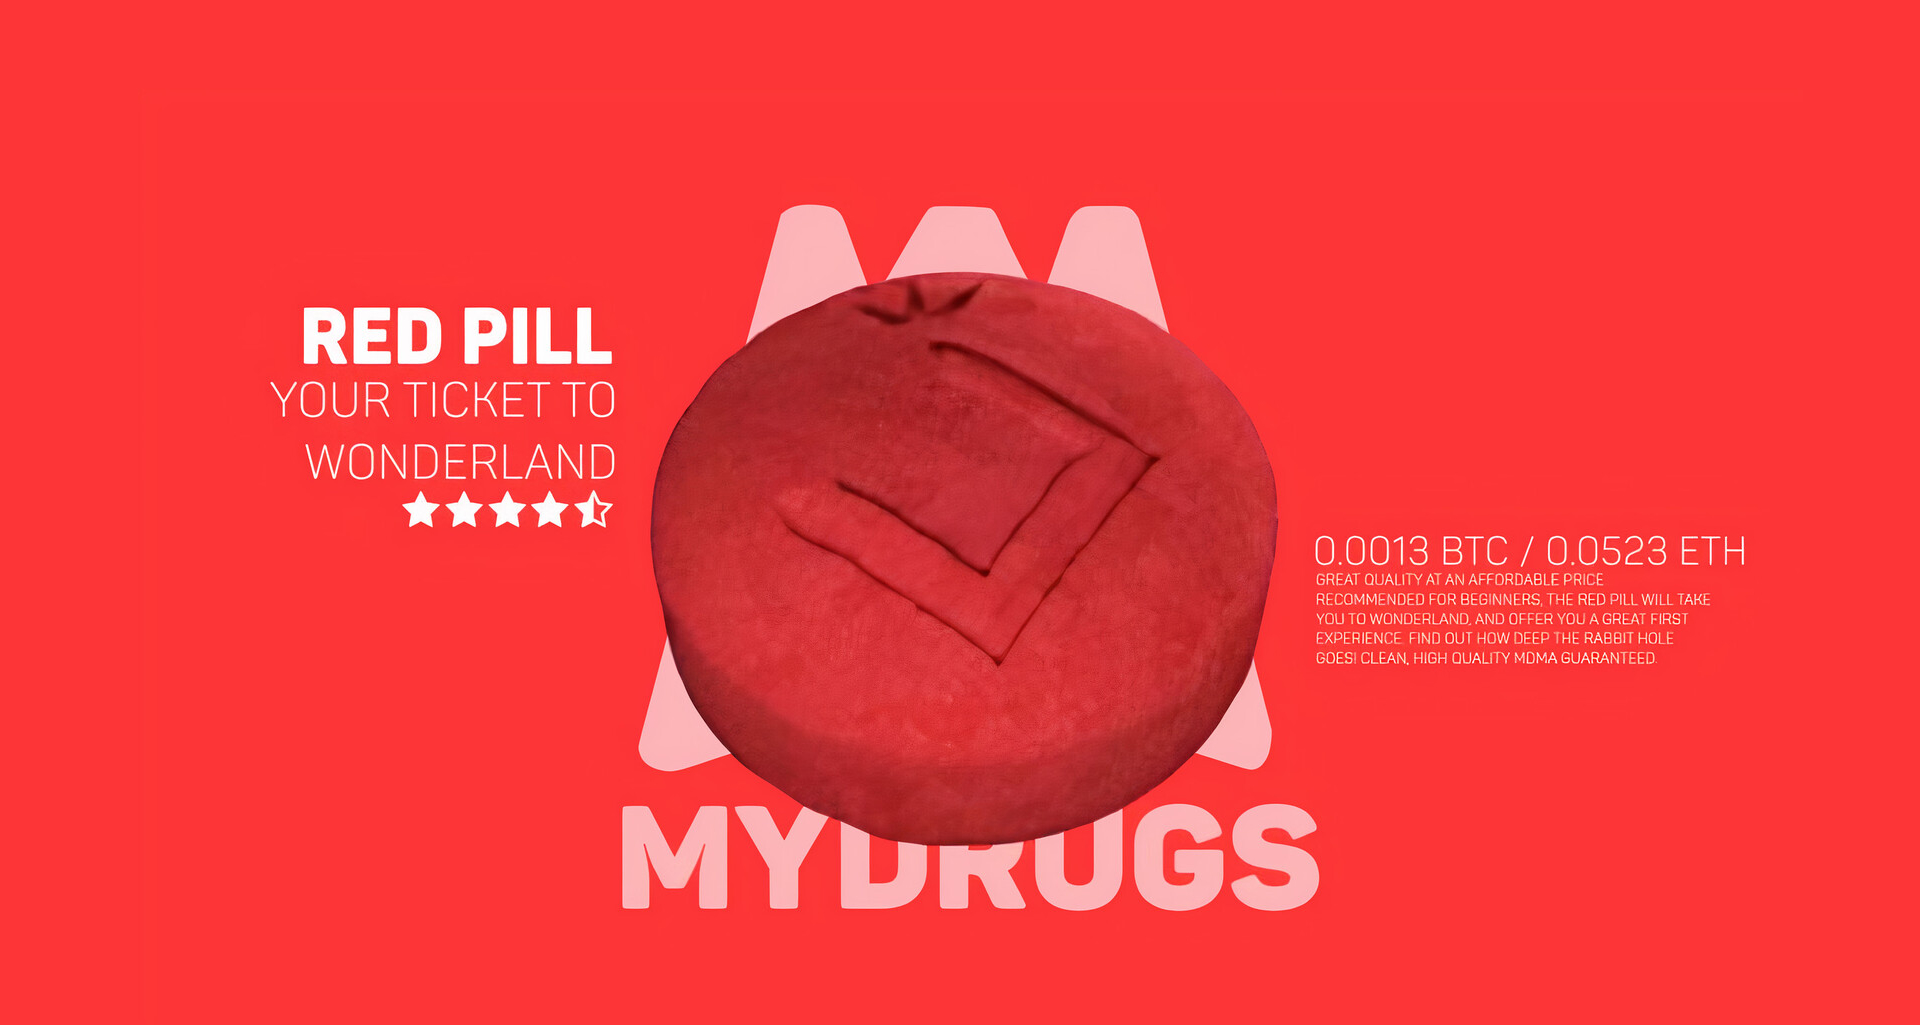 RED PILL
YOUR TICKET TO
WONDERLAND
0.0013 BTC / 0.0523 ETH
GREAT QUALITY AT AN AFFORDABLE PRICE
RECOMMENDED FOR BEGINNERS, THE RED PILL WILL TAKE
YOU TO WONDERLAND, AND OFFER YOU A GREAT FIRST
EXPERIENCE. FIND OUT HOW DEEP THE RABBIT HOLE
GOES! CLEAN, HIGH QUALITY MDMA GUARANTEED.
MYDRUGS